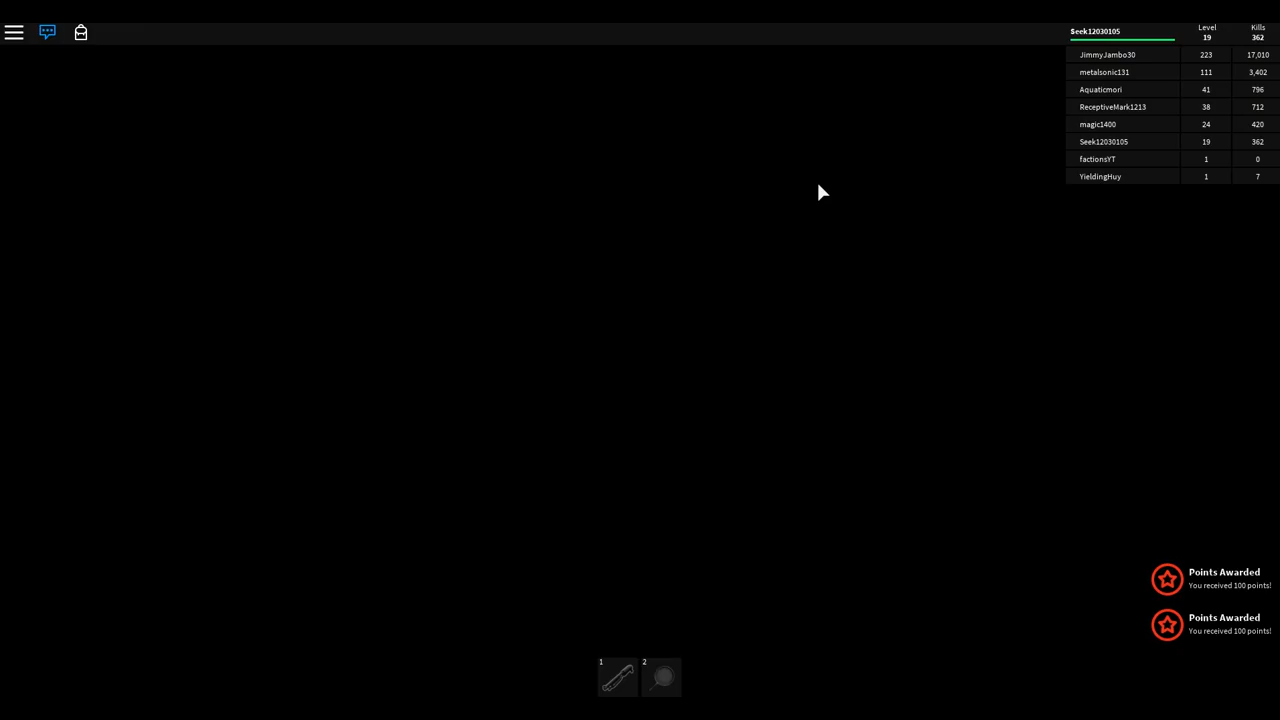 Seek12030105 Level 19 Kills 362
JimmyJambo30 223 17,010
metalsonic131 111 3,402
Aquaticmori 41 796
ReceptiveMark1213 38 712
magic1400 24 420
Seek12030105 19 362
factionsYT 1 0
YieldingHuy 1 7
Points Awarded
You received 100 points!
Points Awarded
You received 100 points!
1 2